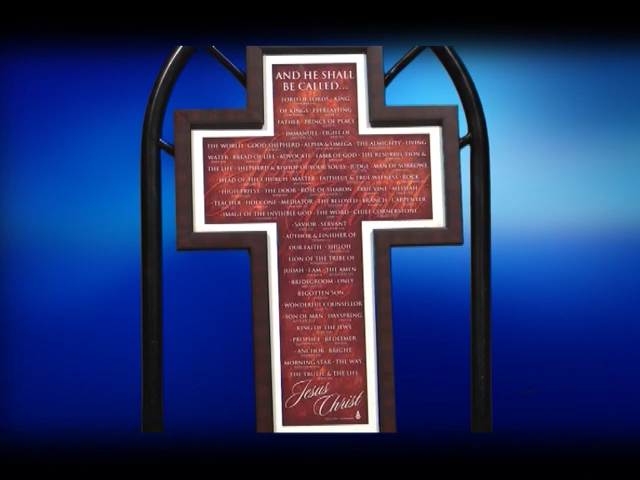 AND HE SHALL
BE CALLED...
LORD OF LORDS · KING
OF KINGS · EVERLASTING
FATHER · PRINCE OF PEACE
IMMANUEL · LIGHT OF
THE WORLD · GOOD SHEPHERD · ALPHA & OMEGA · THE ALMIGHTY · LIVING
WATER · BREAD OF LIFE · ADVOCATE · LAMB OF GOD · THE RESURRECTION &
THE LIFE · SHEPHERD & BISHOP OF YOUR SOULS · JUDGE · MAN OF SORROWS
HEAD OF THE CHURCH · MASTER · FAITHFUL & TRUE WITNESS · ROCK
· HIGH PRIEST · THE DOOR · ROSE OF SHARON · TRUE VINE · MESSIAH ·
TEACHER · HOLY ONE · MEDIATOR · THE BELOVED · BRANCH · CARPENTER
· IMAGE OF THE INVISIBLE GOD · THE WORD · CHIEF CORNERSTONE
SAVIOR · SERVANT
· AUTHOR & FINISHER OF
OUR FAITH · SHILOH
LION OF THE TRIBE OF
JUDAH · I AM · THE AMEN
· BRIDEGROOM · ONLY
BEGOTTEN SON
· WONDERFUL COUNSELLOR
· SON OF MAN · DAYSPRING
· KING OF THE JEWS
· PROPHET · REDEEMER
· ANCHOR · BRIGHT
MORNING STAR · THE WAY
THE TRUTH & THE LIFE
Jesus
Christ